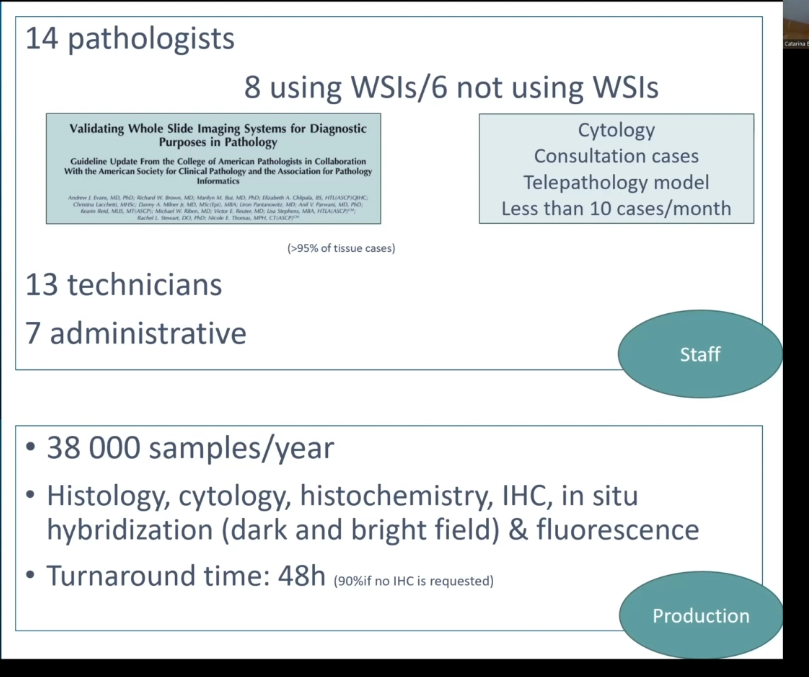 14 pathologists
8 using WSIs/6 not using WSIs
Validating Whole Slide Imaging Systems for Diagnostic
Purposes in Pathology
Guideline Update From the College of American Pathologists in Collaboration
With the American Society for Clinical Pathology and the Association for Pathology
Informatics
Andrew J. Evans, MD, PhD; Richard W. Brown, MD; Marilyn M. Bui, MD, PhD; Elizabeth A. Chlipala, BS, HTL(ASCP)QIHC;
Christina Lacchetti, MHSc; Danny A. Milner Jr, MD, MSc(Epi), MBA; Liron Pantanowitz, MD; Anil V. Parwani, MD, PhD;
Kearin Reid, MLIS, MT(ASCP); Michael W. Riben, MD; Victor E. Reuter, MD; Lisa Stephens, MBA, HTL(ASCP)
Rachel L. Stewart, DO, PhD; Nicole E. Thomas, MPH, CT(ASCP)
Cytology
Consultation cases
Telepathology model
Less than 10 cases/month
(>95% of tissue cases)
13 technicians
7 administrative
Staff
• 38 000 samples/year
• Histology, cytology, histochemistry, IHC, in situ
hybridization (dark and bright field) & fluorescence
• Turnaround time: 48h (90%if no IHC is requested)
Production
Catarina